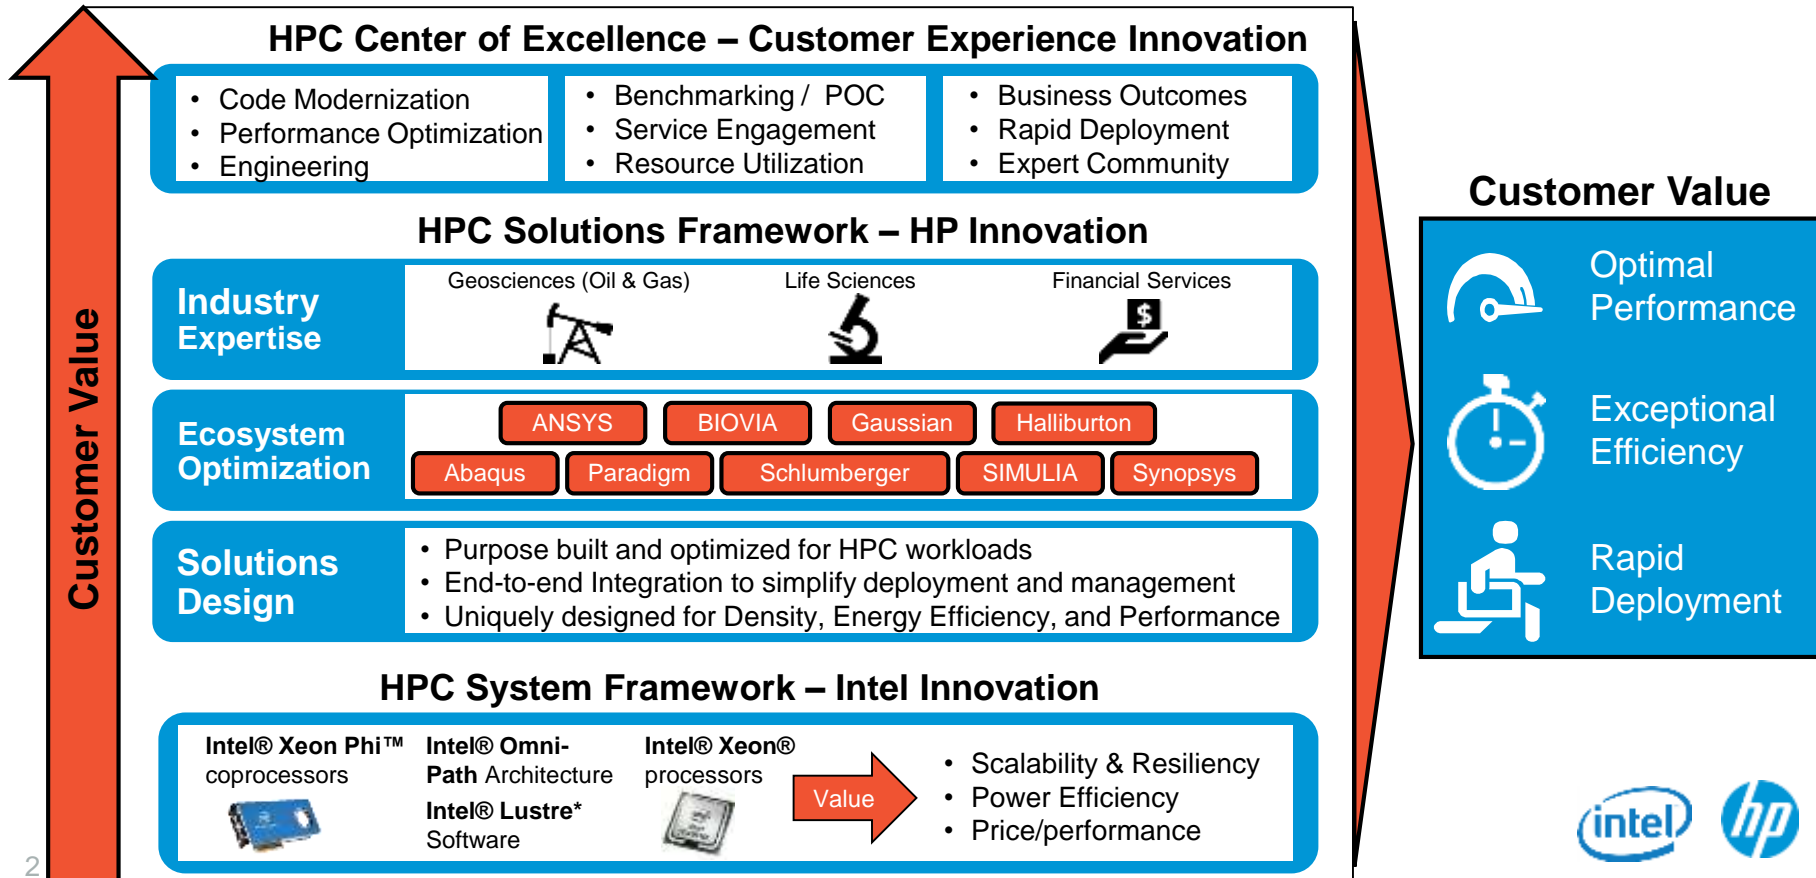 HPC Center of Excellence – Customer Experience Innovation
• Code Modernization
• Performance Optimization
• Engineering
• Benchmarking / POC
• Service Engagement
• Resource Utilization
• Business Outcomes
• Rapid Deployment
• Expert Community
HPC Solutions Framework – HP Innovation
Industry
Expertise
Geosciences (Oil & Gas)
Life Sciences
Financial Services
$
Ecosystem
Optimization
ANSYS
BIOVIA
Gaussian
Halliburton
Abaqus
Paradigm
Schlumberger
SIMULIA
Synopsys
Solutions
Design
• Purpose built and optimized for HPC workloads
• End-to-end Integration to simplify deployment and management
• Uniquely designed for Density, Energy Efficiency, and Performance
HPC System Framework – Intel Innovation
Intel® Xeon Phi™
coprocessors
Intel® Omni-
Path Architecture
Intel® Lustre*
Software
Intel® Xeon®
processors
Value
• Scalability & Resiliency
• Power Efficiency
• Price/performance
Customer Value
Customer Value
Optimal
Performance
Exceptional
Efficiency
Rapid
Deployment
intel
hp
2